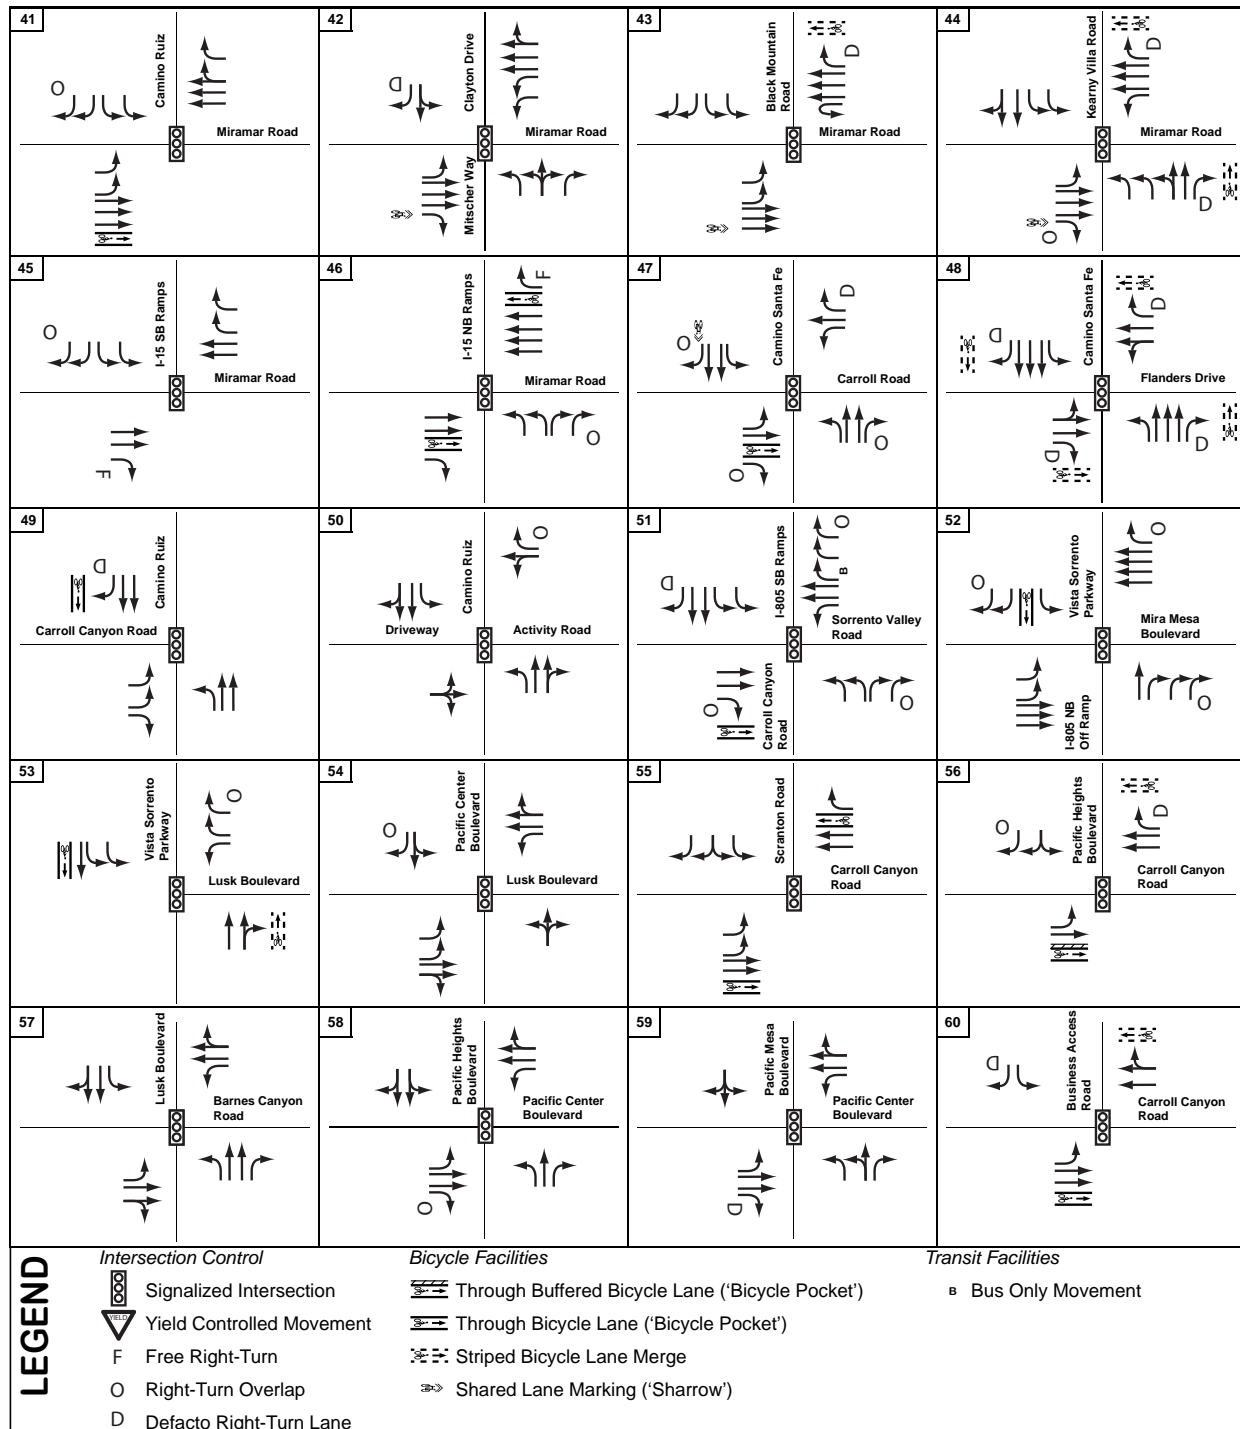 41
Camino Ruiz
O
Miramar Road
42
Clayton Drive
D
Miramar Road
Mitscher Way
43
Black Mountain
Road
D
Miramar Road
44
Kearny Villa Road
D
Miramar Road
O
D
45
I-15 SB Ramps
O
Miramar Road
F
46
I-15 NB Ramps
F
Miramar Road
O
47
Camino Santa Fe
D
O
Carroll Road
O
O
48
Camino Santa Fe
D
D
Flanders Drive
D
D
49
Camino Ruiz
D
Carroll Canyon Road
50
Camino Ruiz
O
Driveway
Activity Road
51
I-805 SB Ramps
O
D
B
Sorrento Valley
Road
Carroll Canyon
Road
O
O
52
Vista Sorrento
Parkway
O
O
Mira Mesa
Boulevard
I-805 NB
Off Ramp
O
53
Vista Sorrento
Parkway
O
Lusk Boulevard
54
Pacific Center
Boulevard
O
Lusk Boulevard
55
Scranton Road
Carroll Canyon
Road
56
Pacific Heights
Boulevard
O
D
Carroll Canyon
Road
57
Lusk Boulevard
Barnes Canyon
Road
58
Pacific Heights
Boulevard
Pacific Center
Boulevard
O
59
Pacific Mesa
Boulevard
Pacific Center
Boulevard
D
60
Business Access
Road
D
Carroll Canyon
Road
LEGEND
Intersection Control
Signalized Intersection
YIELD
Yield Controlled Movement
F Free Right-Turn
O Right-Turn Overlap
D Defacto Right-Turn Lane
Bicycle Facilities
Through Buffered Bicycle Lane ('Bicycle Pocket')
Through Bicycle Lane ('Bicycle Pocket')
Striped Bicycle Lane Merge
Shared Lane Marking ('Sharrow')
Transit Facilities
B Bus Only Movement